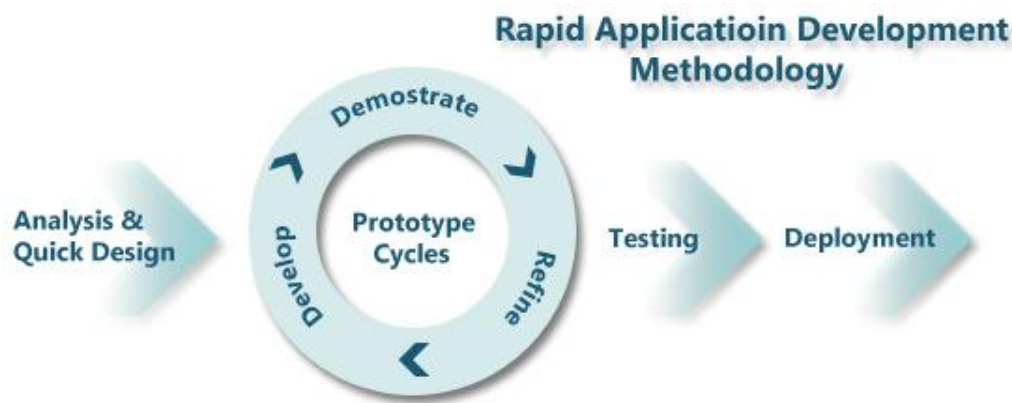 Rapid Applicatioin Development
Methodology
Analysis &
Quick Design
Demostrate
Develop
Prototype
Cycles
Refine
Testing
Deployment